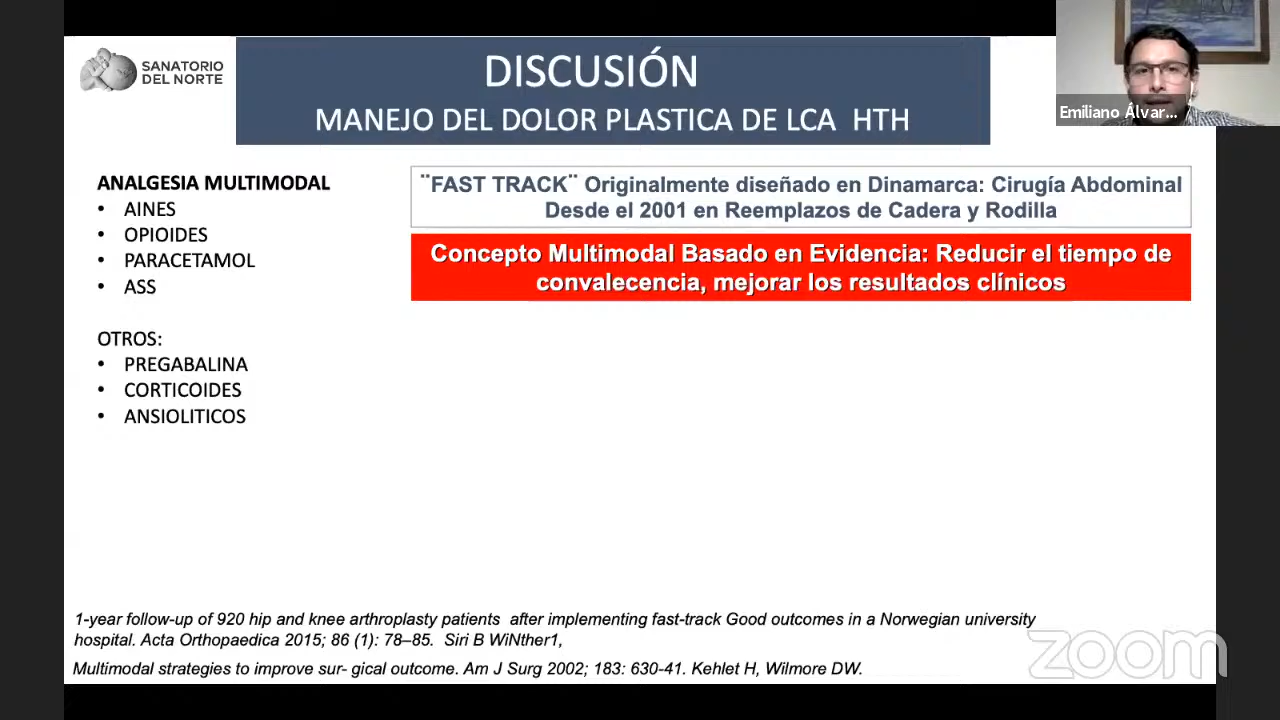 SANATORIO
DEL NORTE
DISCUSIÓN
MANEJO DEL DOLOR PLASTICA DE LCA HTH
Emiliano Álvar...
ANALGESIA MULTIMODAL
• AINES
• OPIOIDES
• PARACETAMOL
• ASS
OTROS:
• PREGABALINA
• CORTICOIDES
• ANSIOLITICOS
¨FAST TRACK¨ Originalmente diseñado en Dinamarca: Cirugía Abdominal
Desde el 2001 en Reemplazos de Cadera y Rodilla
Concepto Multimodal Basado en Evidencia: Reducir el tiempo de
convalecencia, mejorar los resultados clínicos
1-year follow-up of 920 hip and knee arthroplasty patients after implementing fast-track Good outcomes in a Norwegian university
hospital. Acta Orthopaedica 2015; 86 (1): 78–85. Siri B WiNther1,
Multimodal strategies to improve sur- gical outcome. Am J Surg 2002; 183: 630-41. Kehlet H, Wilmore DW.
zoom